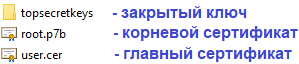 topsecretkeys - закрытый ключ
root.p7b - корневой сертификат
user.cer - главный сертификат